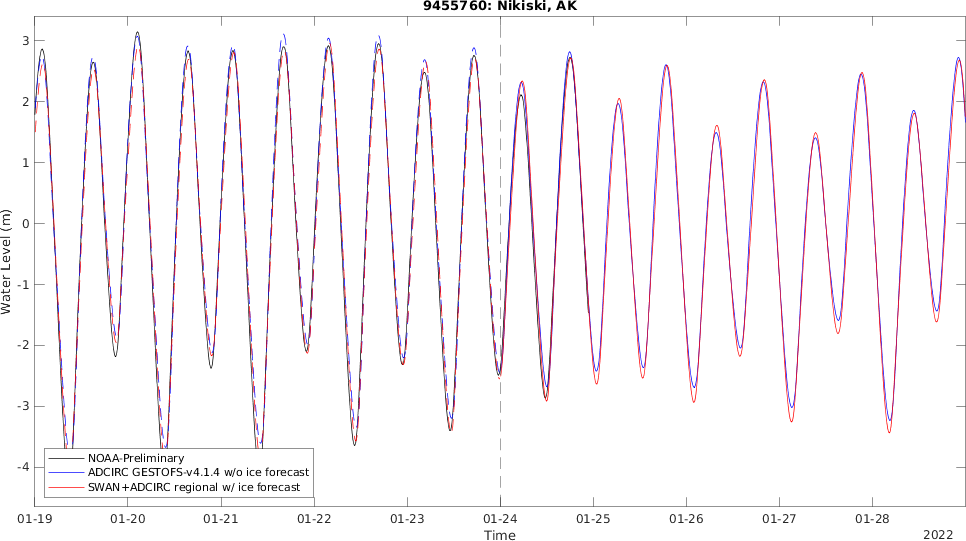 9455760: Nikiski, AK
3
2
1
0
-1
-2
-3
-4
Water Level (m)
NOAA-Preliminary
ADCIRC GESTOFS-v4.1.4 w/o ice forecast
SWAN+ADCIRC regional w/ ice forecast
01-19 01-20 01-21 01-22 01-23 01-24 01-25 01-26 01-27 01-28
Time
2022